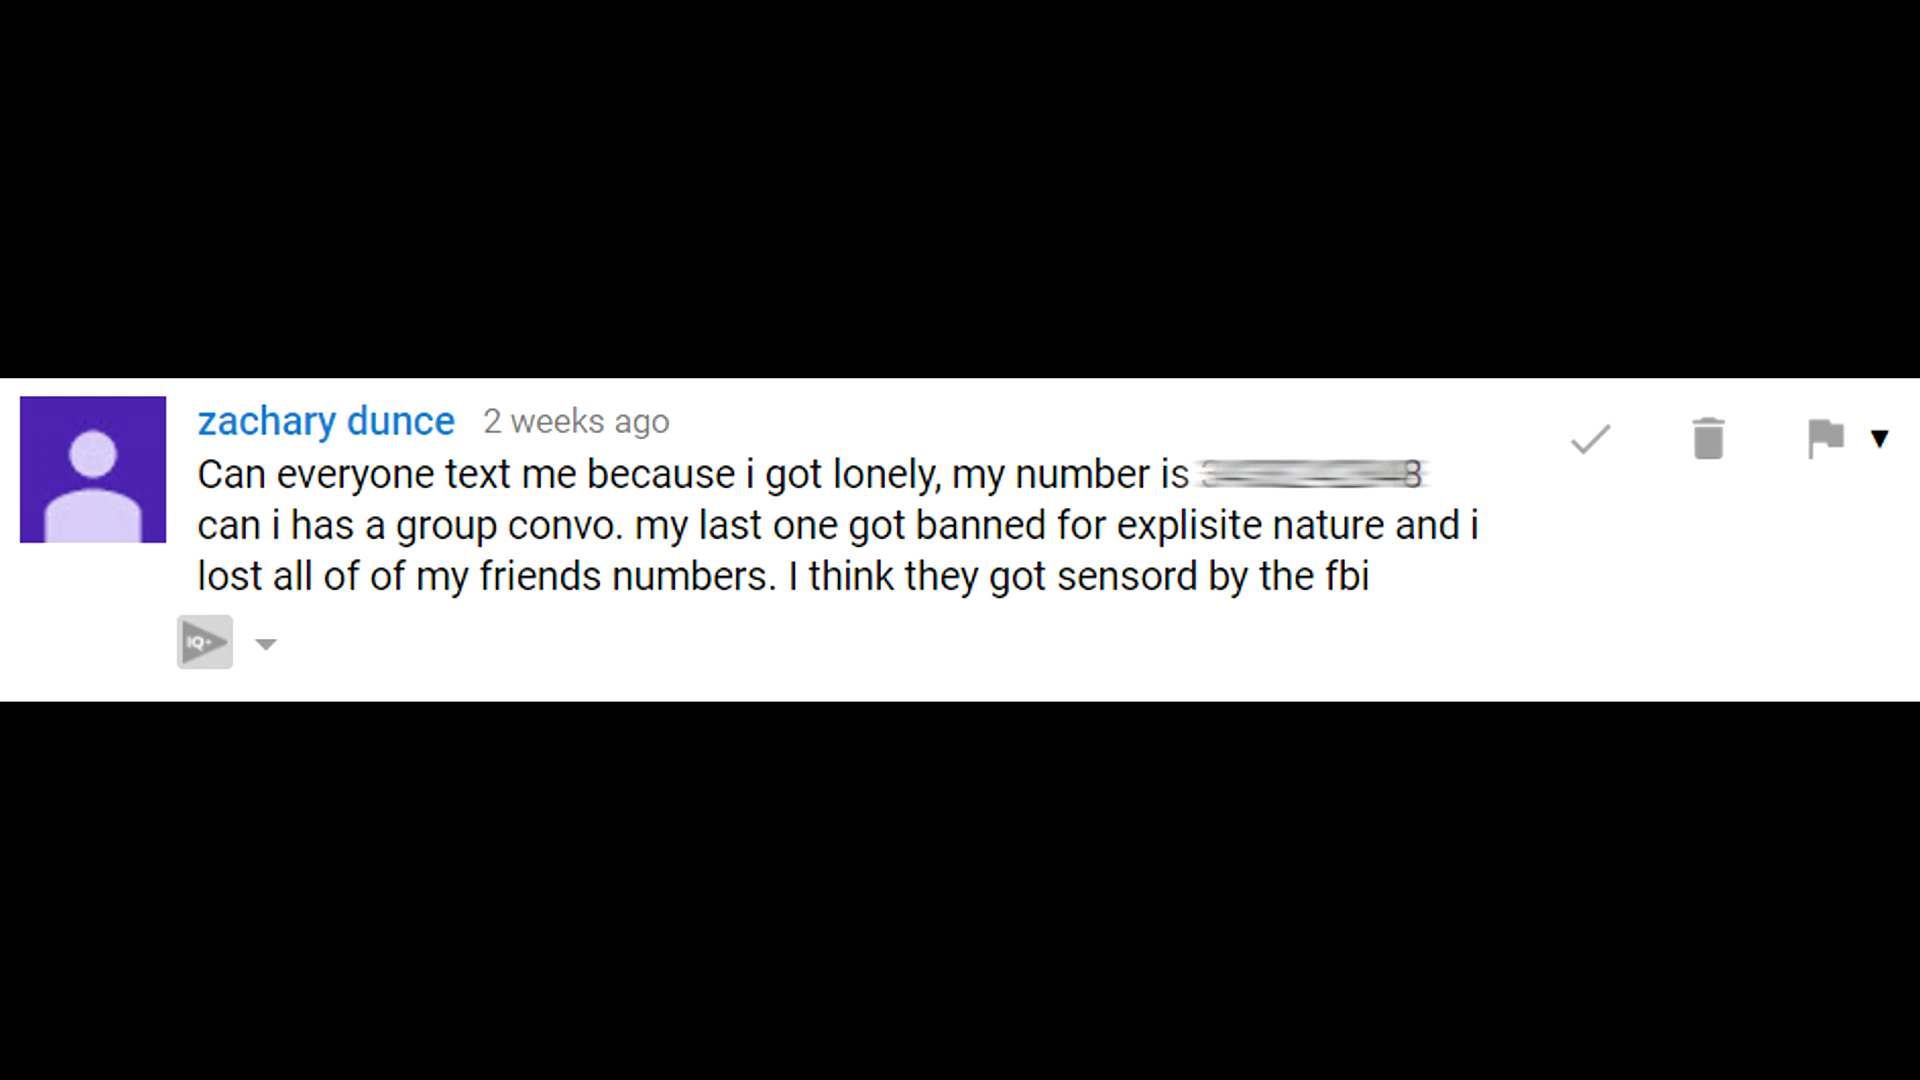 zachary dunce 2 weeks ago
Can everyone text me because i got lonely, my number is
can i has a group convo. my last one got banned for explisite nature and i
lost all of of my friends numbers. I think they got sensord by the fbi
IQ+